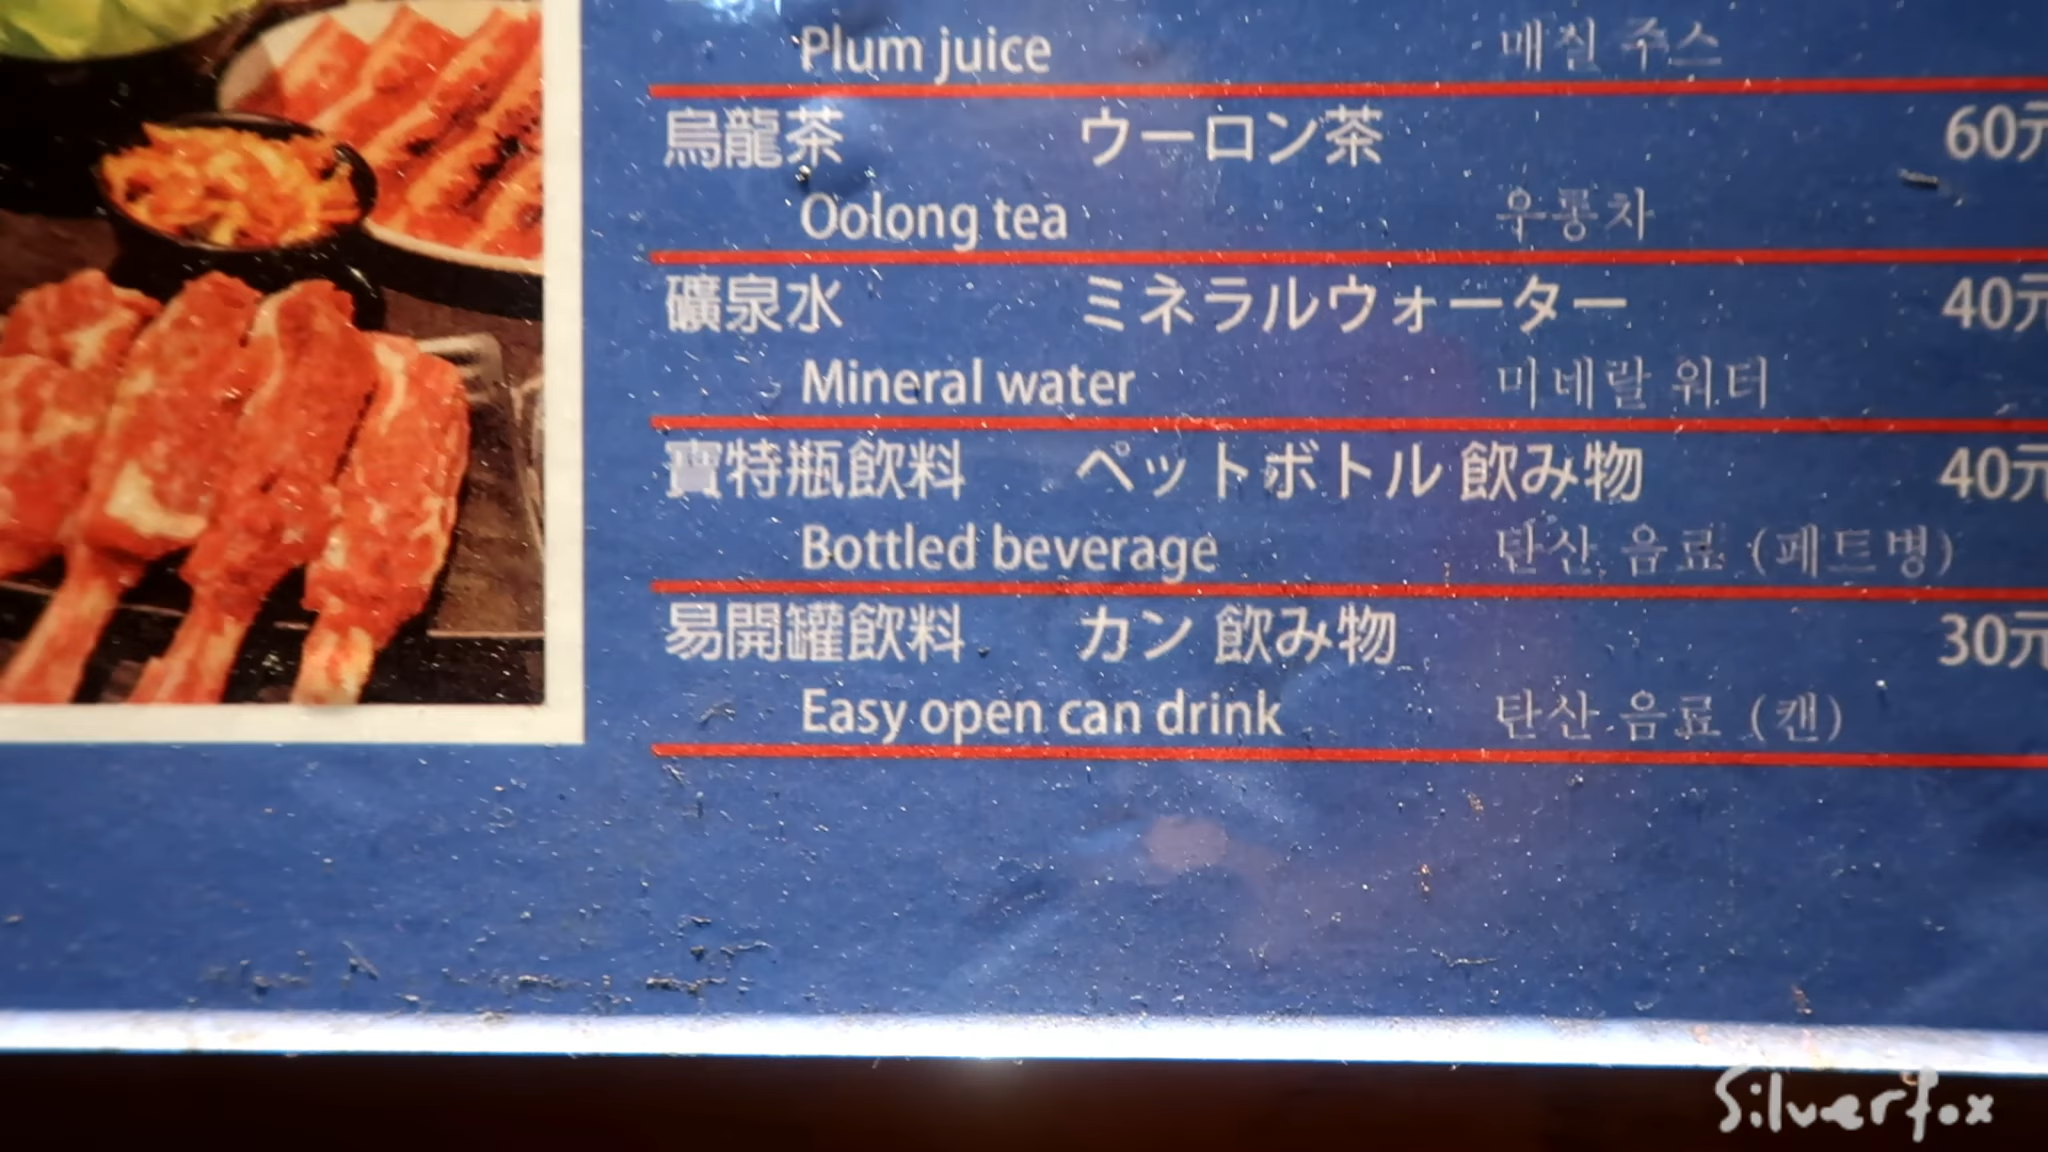 Plum juice 매실 주스
烏龍茶 ウーロン茶 60元
Oolong tea 우롱차
礦泉水 ミネラルウォーター 40元
Mineral water 미네랄 워터
寶特瓶飲料 ペットボトル 飲み物 40元
Bottled beverage 탄산 음료 (페트병)
易開罐飲料 カン 飲み物 30元
Easy open can drink 탄산 음료 (캔)
Silverfox